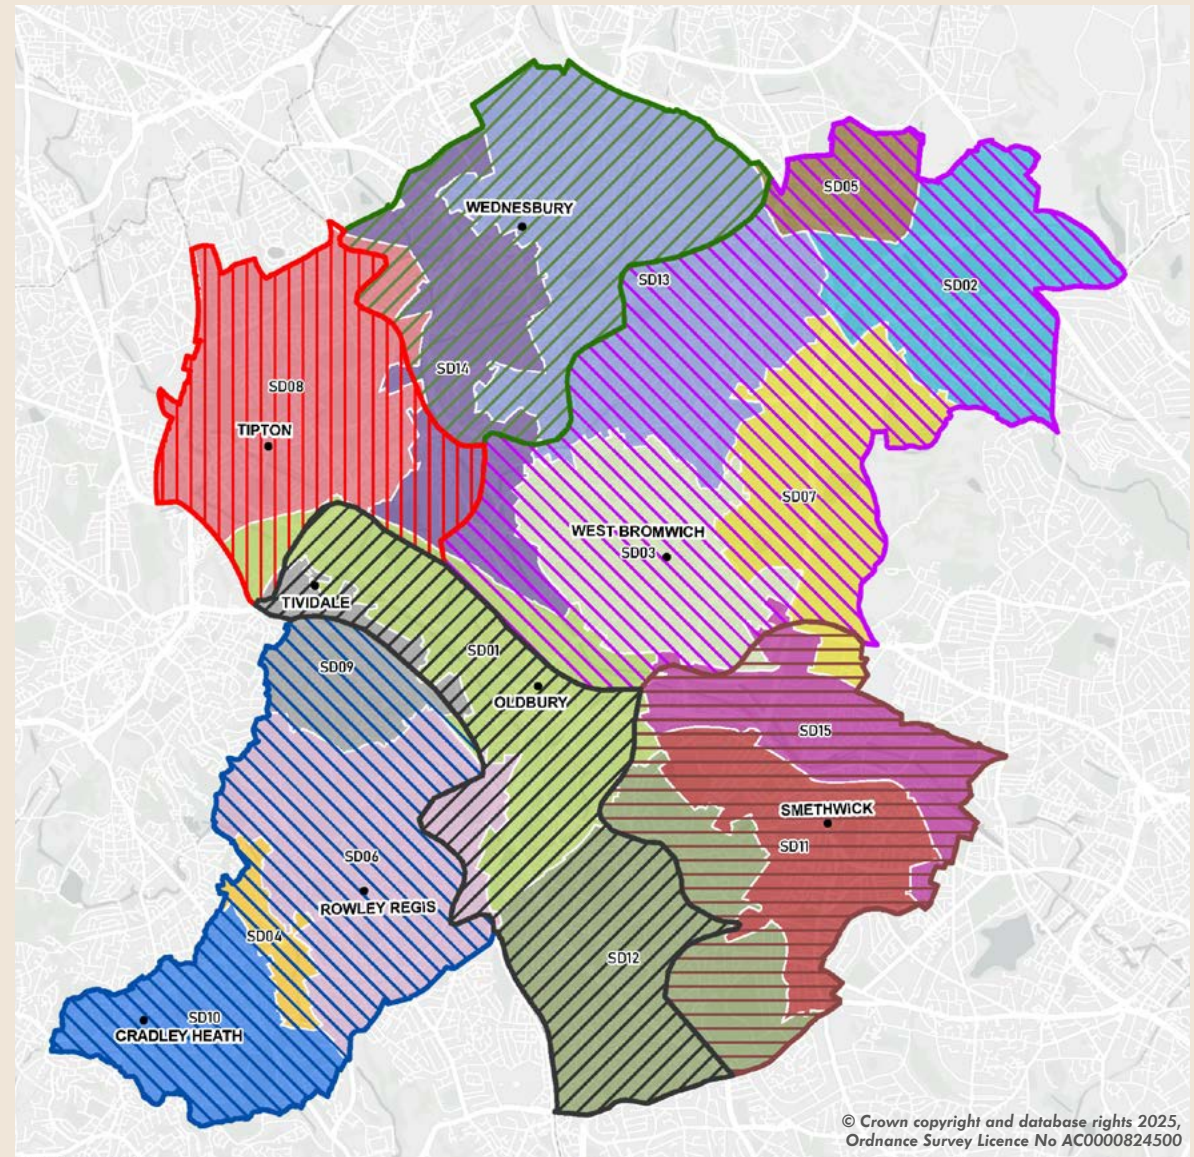 SD05
WEDNESBURY
SD13
SD02
SD14
SD08
TIPTON
SD07
WEST BROMWICH
SD03
TIVIDALE
SD01
SD09
OLDBURY
SD15
SMETHWICK
SD11
SD06
ROWLEY REGIS
SD04
SD12
SD10
CRADLEY HEATH
© Crown copyright and database rights 2025,
Ordnance Survey Licence No AC0000824500